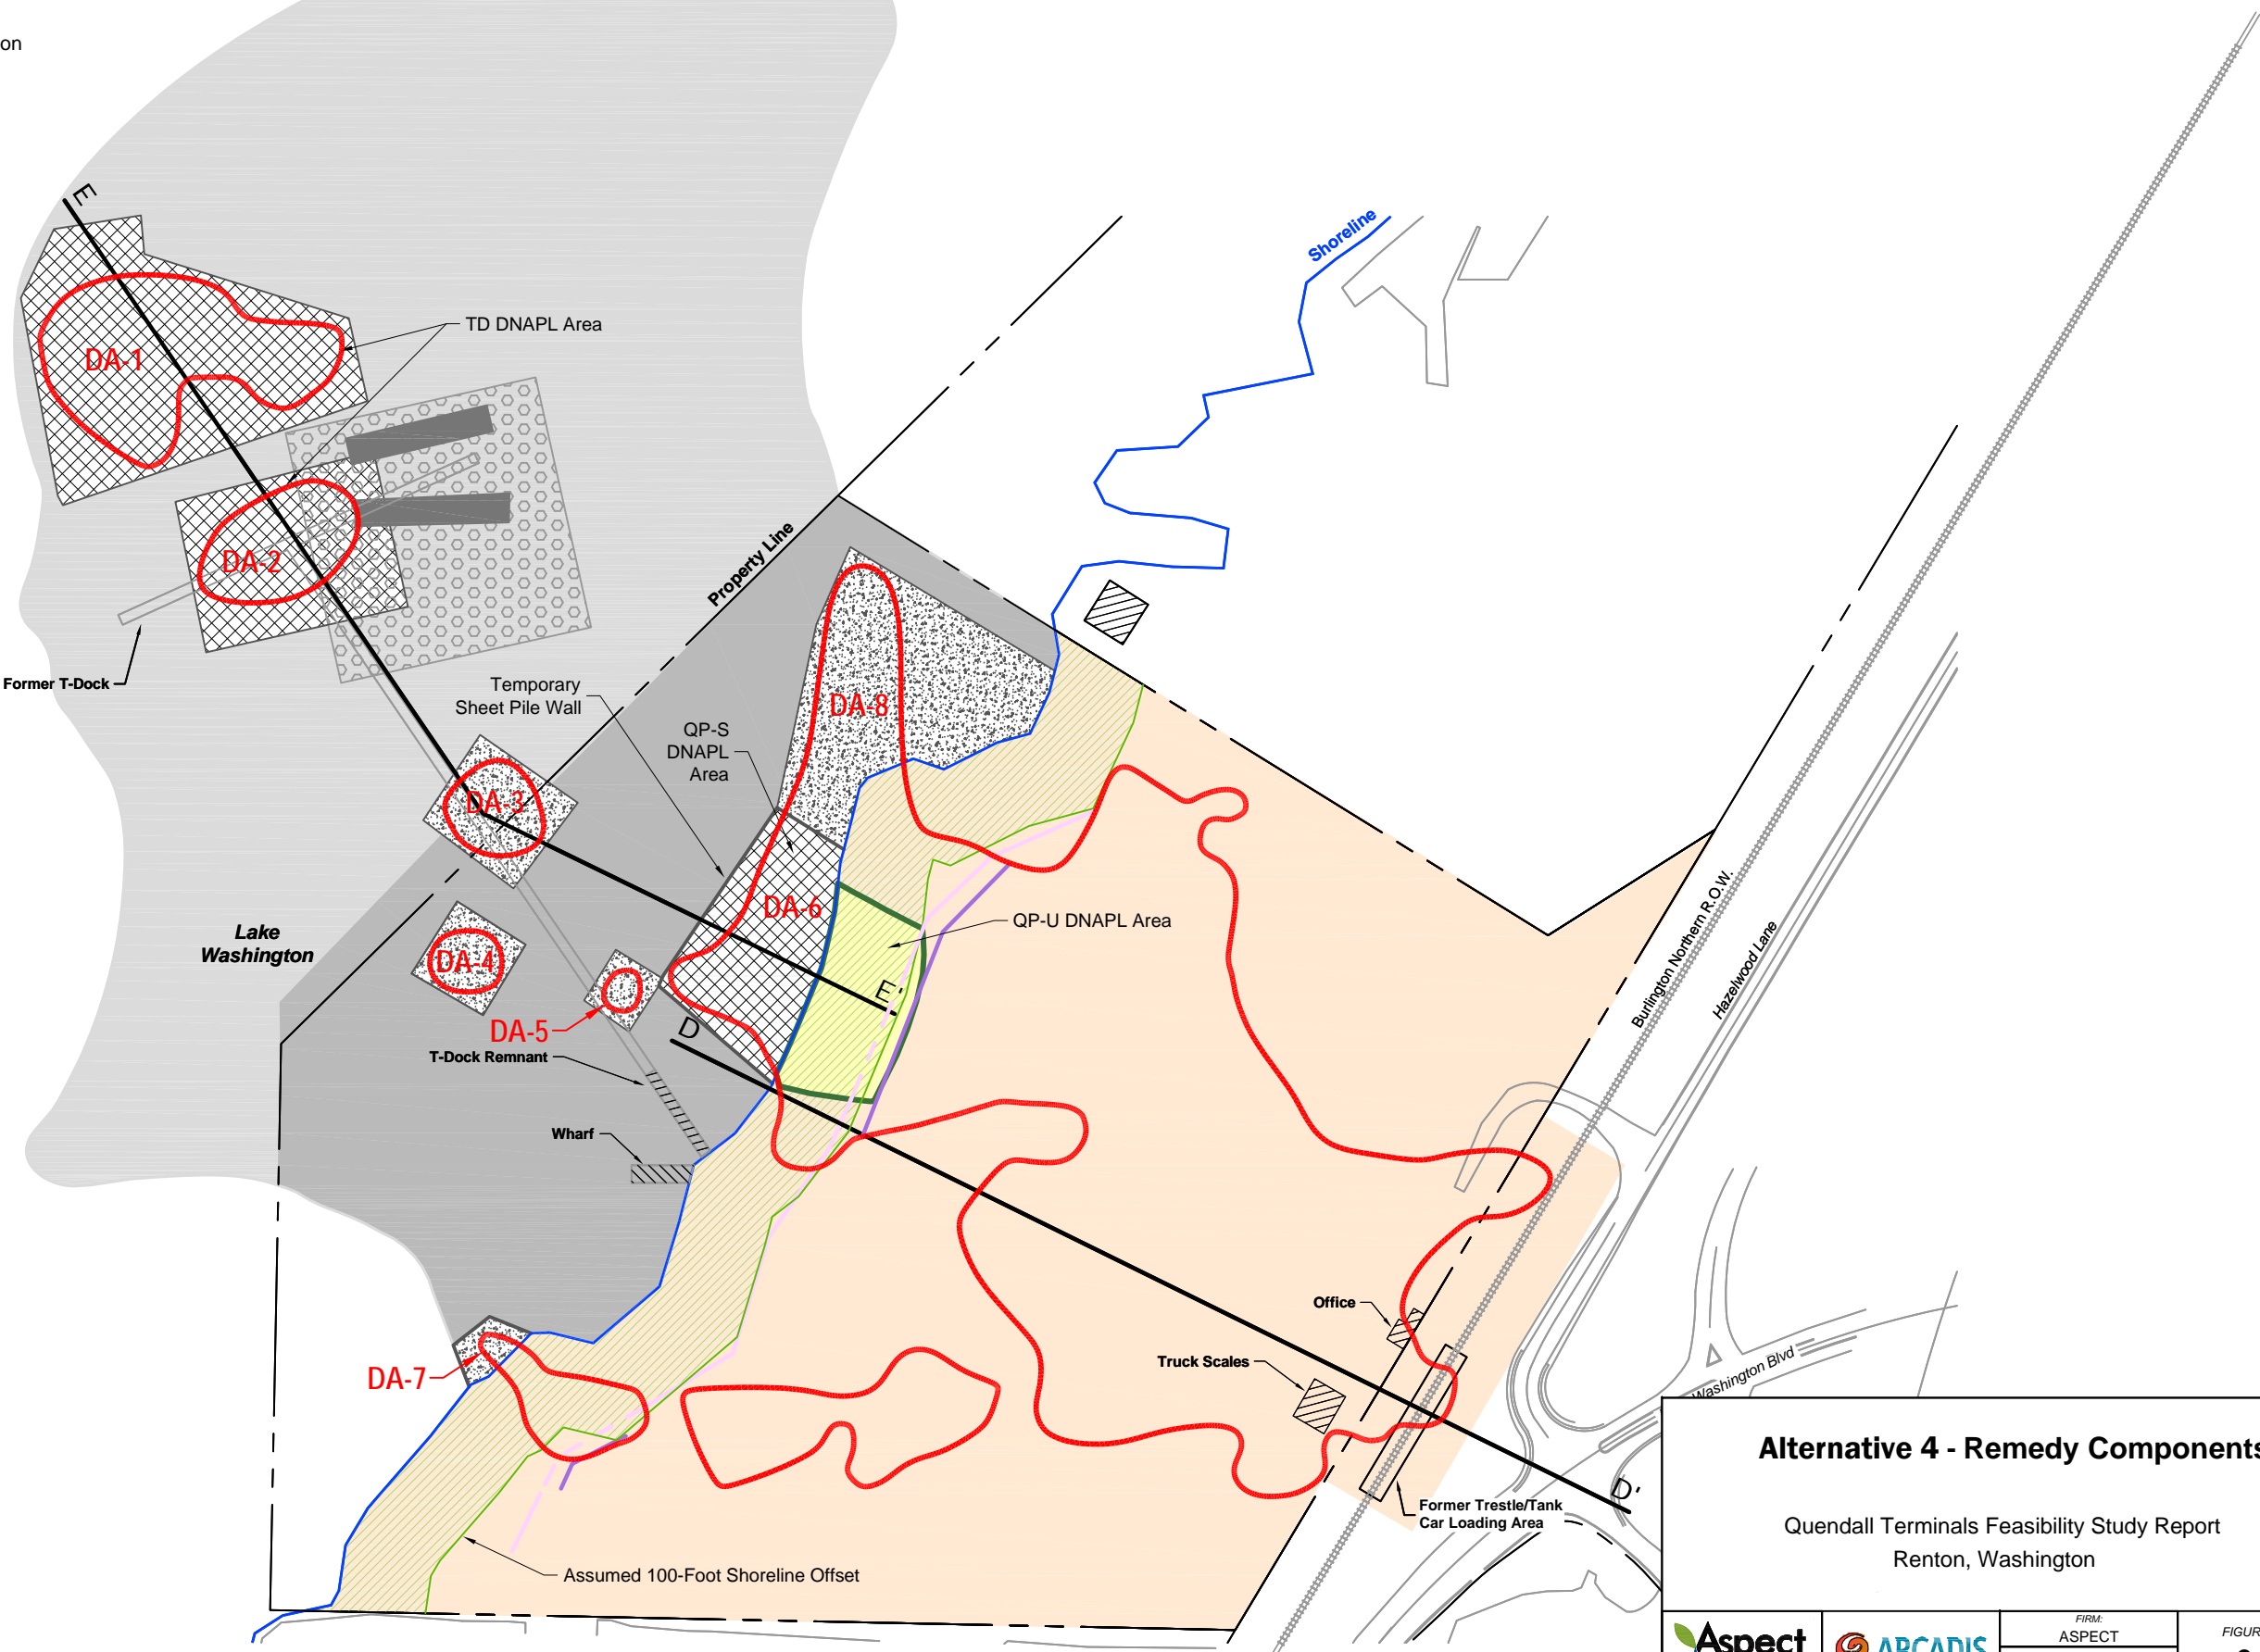 on
E
TD DNAPL Area
DA-1
DA-2
Former T-Dock
Shoreline
Property Line
Temporary
Sheet Pile Wall
QP-S
DNAPL
Area
DA-8
DA-3
DA-6
QP-U DNAPL Area
Lake
Washington
DA-4
DA-5
E'
D
T-Dock Remnant
Wharf
Burlington Northern R.O.W.
Hazelwood Lane
Office
Truck Scales
DA-7
Washington Blvd
D'
Former Trestle/Tank
Car Loading Area
Assumed 100-Foot Shoreline Offset
Alternative 4 - Remedy Components
Quendall Terminals Feasibility Study Report
Renton, Washington
Aspect
ARCADIS
FIRM:
ASPECT
FIGUR